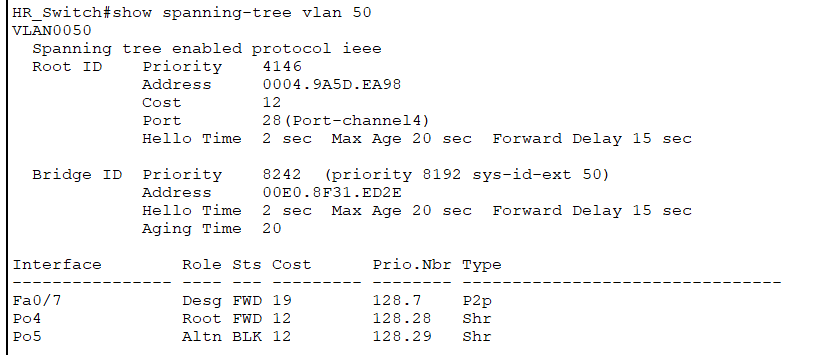 HR_Switch#show spanning-tree vlan 50
VLAN0050
  Spanning tree enabled protocol ieee
  Root ID    Priority    4146
             Address     0004.9A5D.EA98
             Cost        12
             Port        28(Port-channel4)
             Hello Time  2 sec  Max Age 20 sec  Forward Delay 15 sec

  Bridge ID  Priority    8242  (priority 8192 sys-id-ext 50)
             Address     00E0.8F31.ED2E
             Hello Time  2 sec  Max Age 20 sec  Forward Delay 15 sec
             Aging Time  20

Interface        Role Sts Cost      Prio.Nbr Type
---------------- ---- --- --------- -------- --------------------------------
Fa0/7            Desg FWD 19        128.7    P2p
Po4              Root FWD 12        128.28   Shr
Po5              Altn BLK 12        128.29   Shr